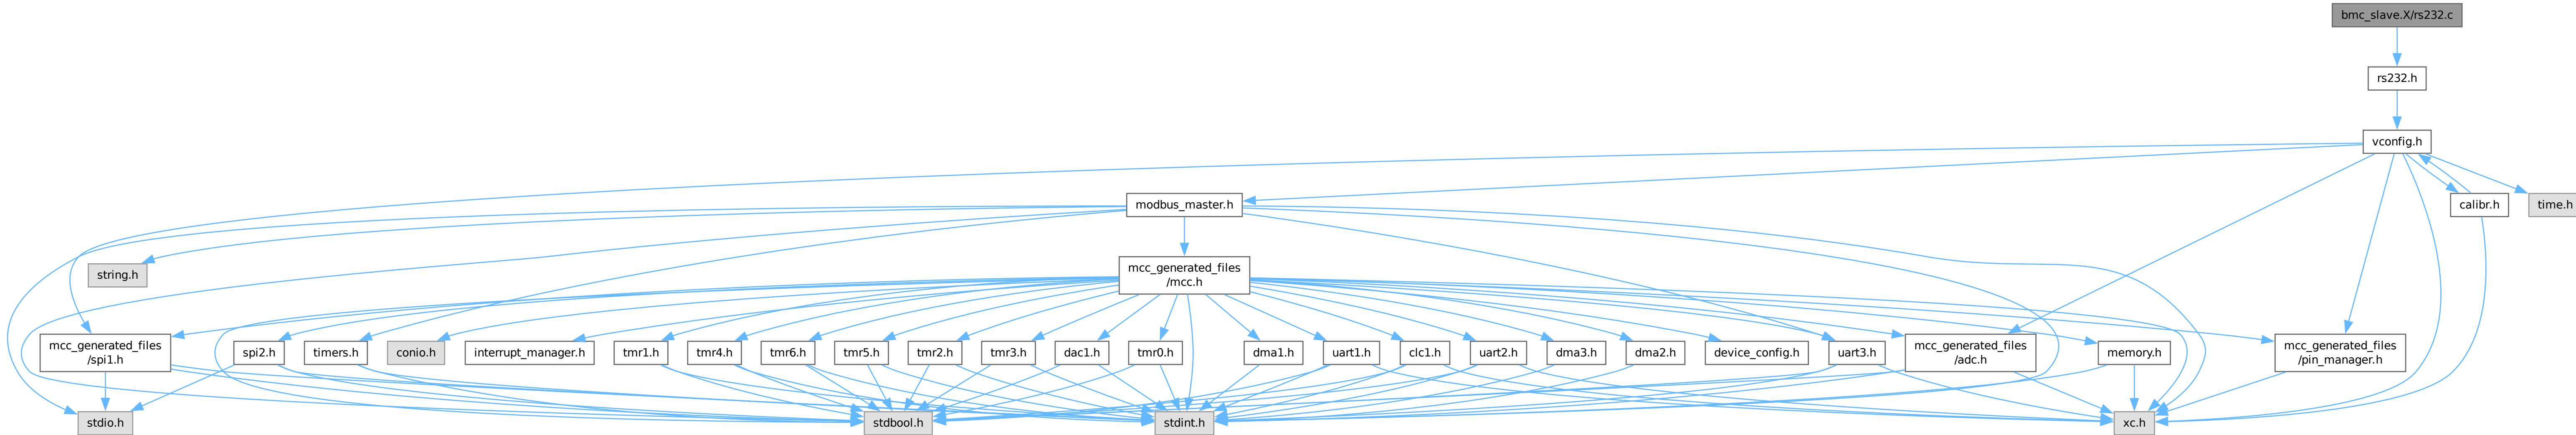 bmc_slave.X/rs232.c
rs232.h
vconfig.h
modbus_master.h
calibr.h
time.h
string.h
mcc_generated_files
/mcc.h
mcc_generated_files
/spi1.h
spi2.h
timers.h
conio.h
interrupt_manager.h
tmr1.h
tmr4.h
tmr6.h
tmr5.h
tmr2.h
tmr3.h
dac1.h
tmr0.h
dma1.h
uart1.h
clc1.h
uart2.h
dma3.h
dma2.h
device_config.h
uart3.h
mcc_generated_files
/adc.h
memory.h
mcc_generated_files
/pin_manager.h
stdio.h
stdbool.h
stdint.h
xc.h